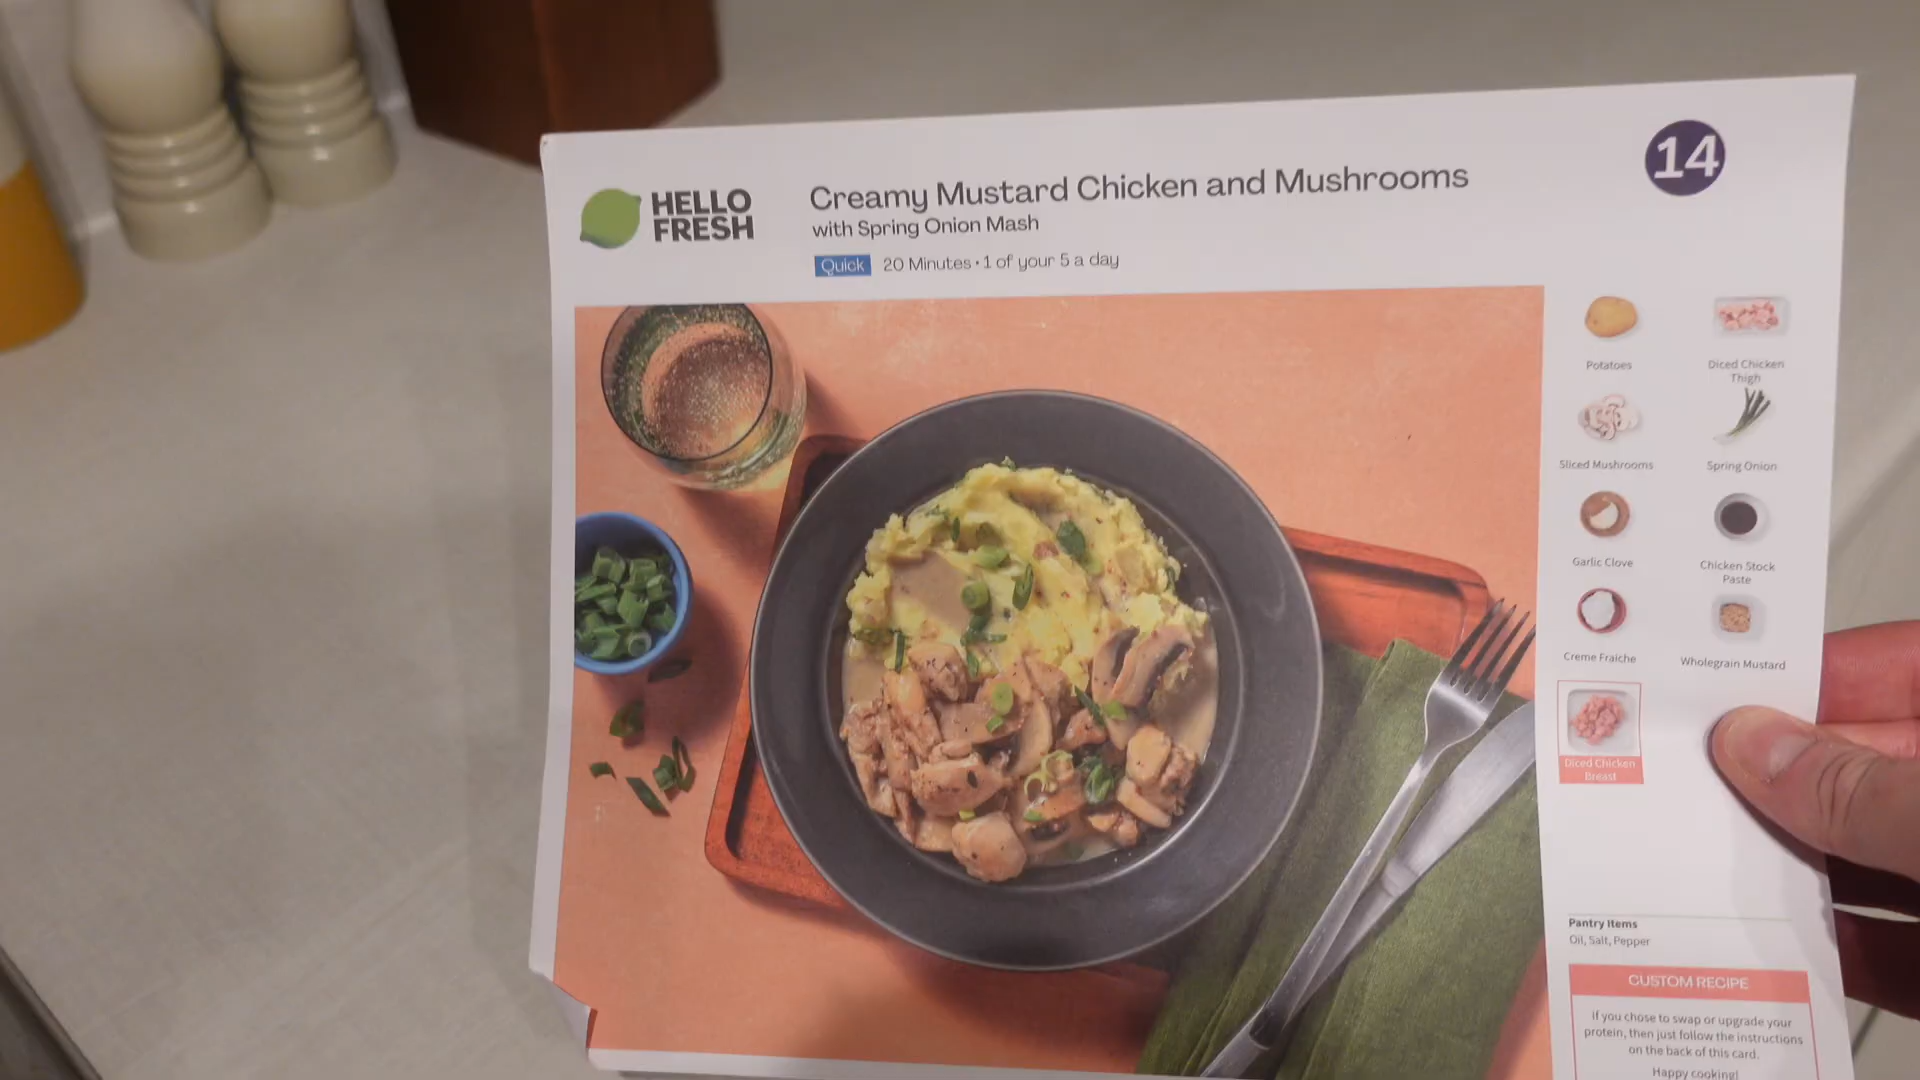 HELLO
FRESH
Creamy Mustard Chicken and Mushrooms
with Spring Onion Mash
Quick 20 Minutes • 1 of your 5 a day
14
Potatoes
Diced Chicken
Thigh
Sliced Mushrooms
Spring Onion
Garlic Clove
Chicken Stock
Paste
Creme Fraiche
Wholegrain Mustard
Diced Chicken
Breast
Pantry Items
Oil, Salt, Pepper
CUSTOM RECIPE
If you chose to swap or upgrade your
protein, then just follow the instructions
on the back of this card.
Happy cooking!